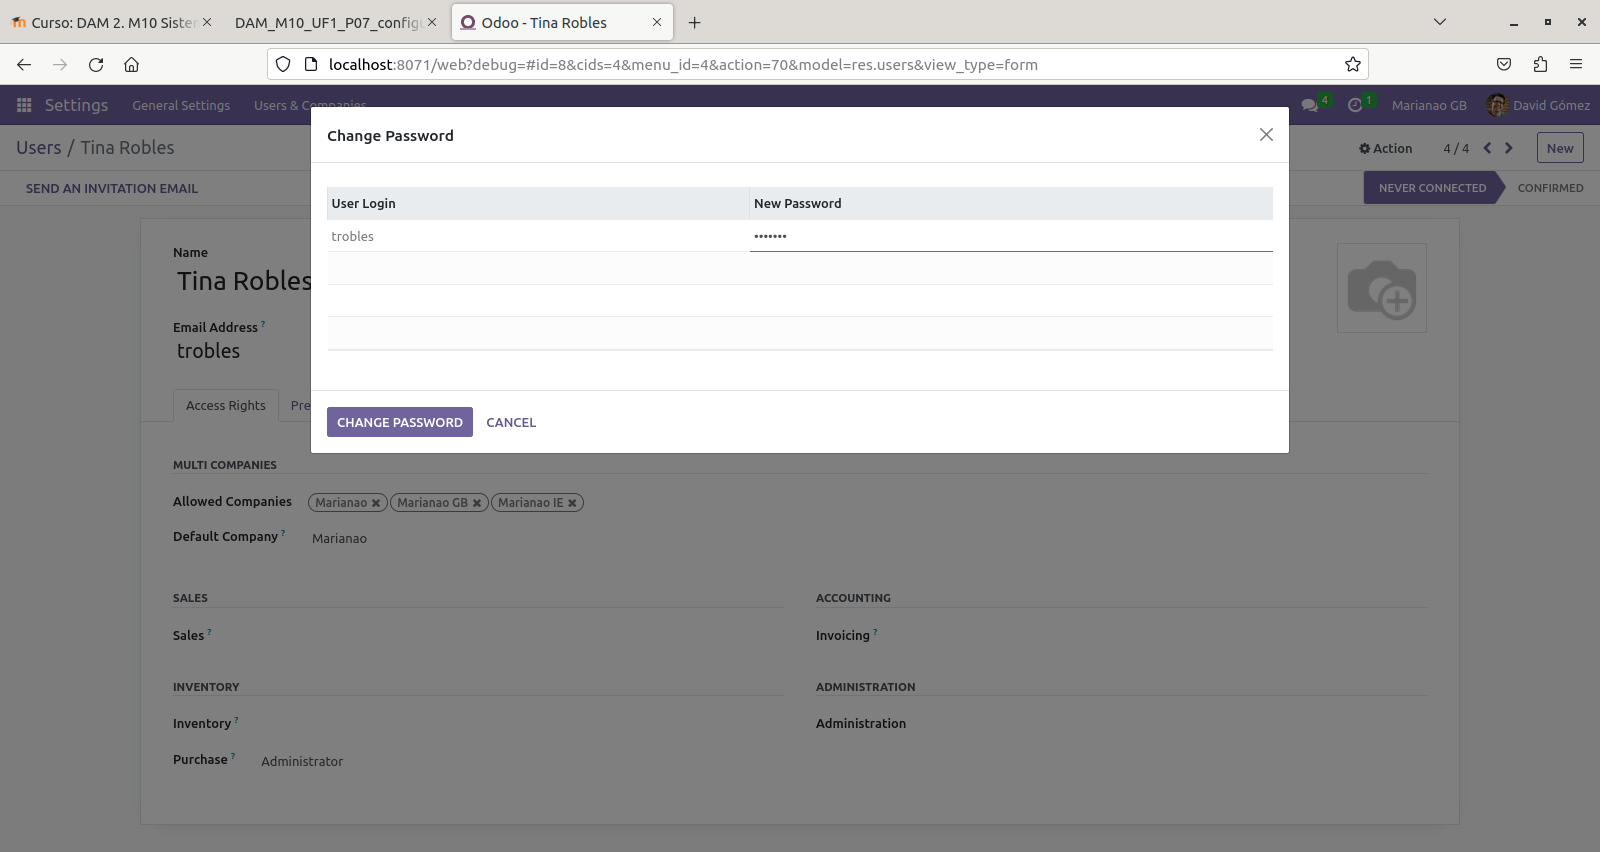 Curso: DAM 2. M10 Sister
DAM_M10_UF1_P07_config
Odoo - Tina Robles
localhost:8071/web?debug=#id=8&cids=4&menu_id=4&action=70&model=res.users&view_type=form
Settings General Settings Users & Companies 4 1 Marianao GB David Gómez
Users / Tina Robles Action 4 / 4 New
SEND AN INVITATION EMAIL NEVER CONNECTED CONFIRMED
Change Password
User Login New Password
trobles •••••••
CHANGE PASSWORD CANCEL
Name
Tina Robles
Email Address ?
trobles
Access Rights Pre
MULTI COMPANIES
Allowed Companies Marianao Marianao GB Marianao IE
Default Company ? Marianao
SALES ACCOUNTING
Sales ? Invoicing ?
INVENTORY ADMINISTRATION
Inventory ? Administration
Purchase ? Administrator